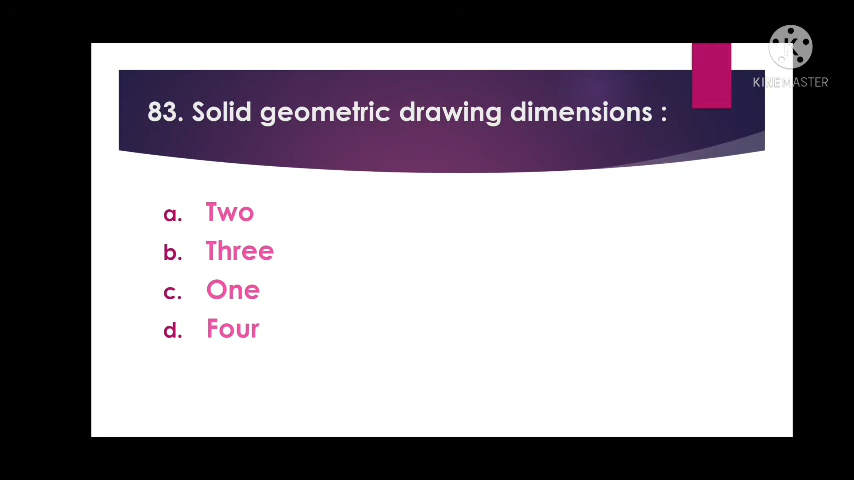 83. Solid geometric drawing dimensions :
KINEMASTER
a. Two
b. Three
c. One
d. Four